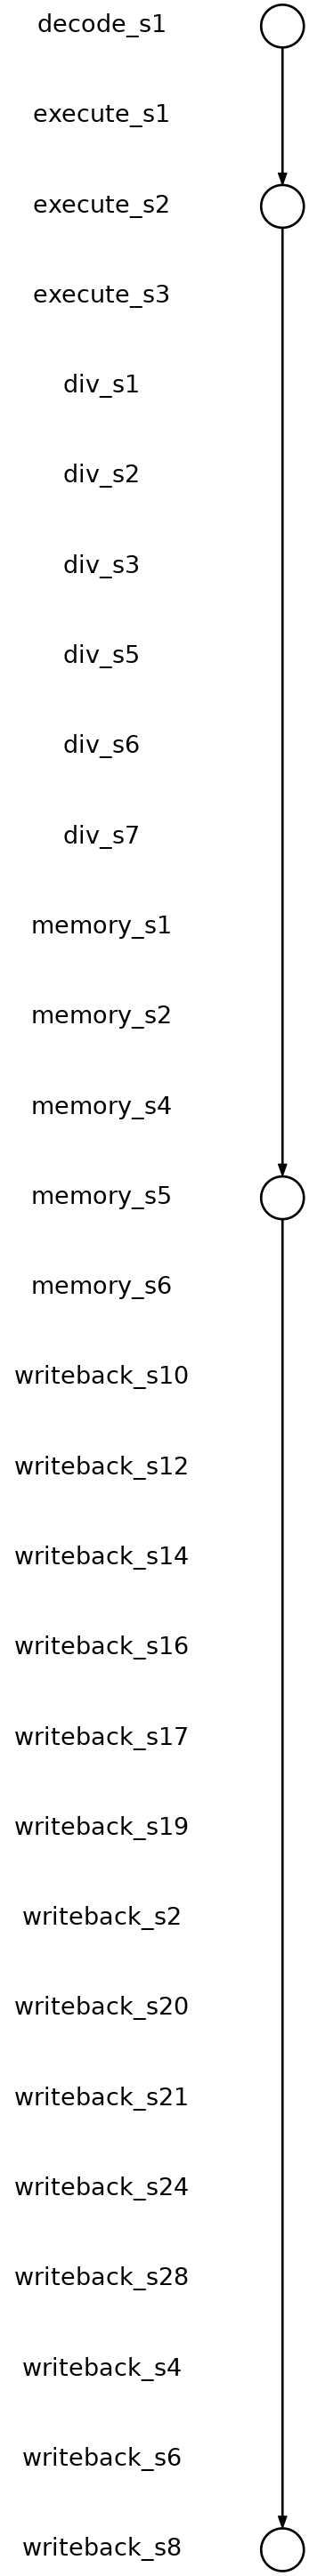 decode_s1
execute_s1
execute_s2
execute_s3
div_s1
div_s2
div_s3
div_s5
div_s6
div_s7
memory_s1
memory_s2
memory_s4
memory_s5
memory_s6
writeback_s10
writeback_s12
writeback_s14
writeback_s16
writeback_s17
writeback_s19
writeback_s2
writeback_s20
writeback_s21
writeback_s24
writeback_s28
writeback_s4
writeback_s6
writeback_s8